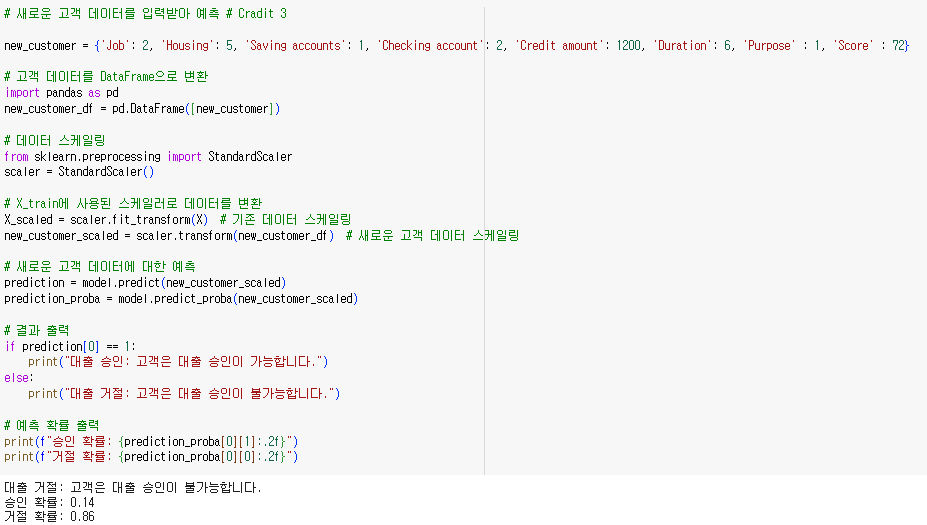 # 새로운 고객 데이터를 입력받아 예측 # Cradit 3
new_customer = {'Job': 2, 'Housing': 5, 'Saving accounts': 1, 'Checking account': 2, 'Credit amount': 1200, 'Duration': 6, 'Purpose' : 1, 'Score' : 72}
# 고객 데이터를 DataFrame으로 변환
import pandas as pd
new_customer_df = pd.DataFrame([new_customer])
# 데이터 스케일링
from sklearn.preprocessing import StandardScaler
scaler = StandardScaler()
# X_train에 사용된 스케일러로 데이터를 변환
X_scaled = scaler.fit_transform(X)  # 기존 데이터 스케일링
new_customer_scaled = scaler.transform(new_customer_df)  # 새로운 고객 데이터 스케일링
# 새로운 고객 데이터에 대한 예측
prediction = model.predict(new_customer_scaled)
prediction_proba = model.predict_proba(new_customer_scaled)
# 결과 출력
if prediction[0] == 1:
    print("대출 승인: 고객은 대출 승인이 가능합니다.")
else:
    print("대출 거절: 고객은 대출 승인이 불가능합니다.")
# 예측 확률 출력
print(f"승인 확률: {prediction_proba[0][1]:.2f}")
print(f"거절 확률: {prediction_proba[0][0]:.2f}")
대출 거절: 고객은 대출 승인이 불가능합니다.
승인 확률: 0.14
거절 확률: 0.86